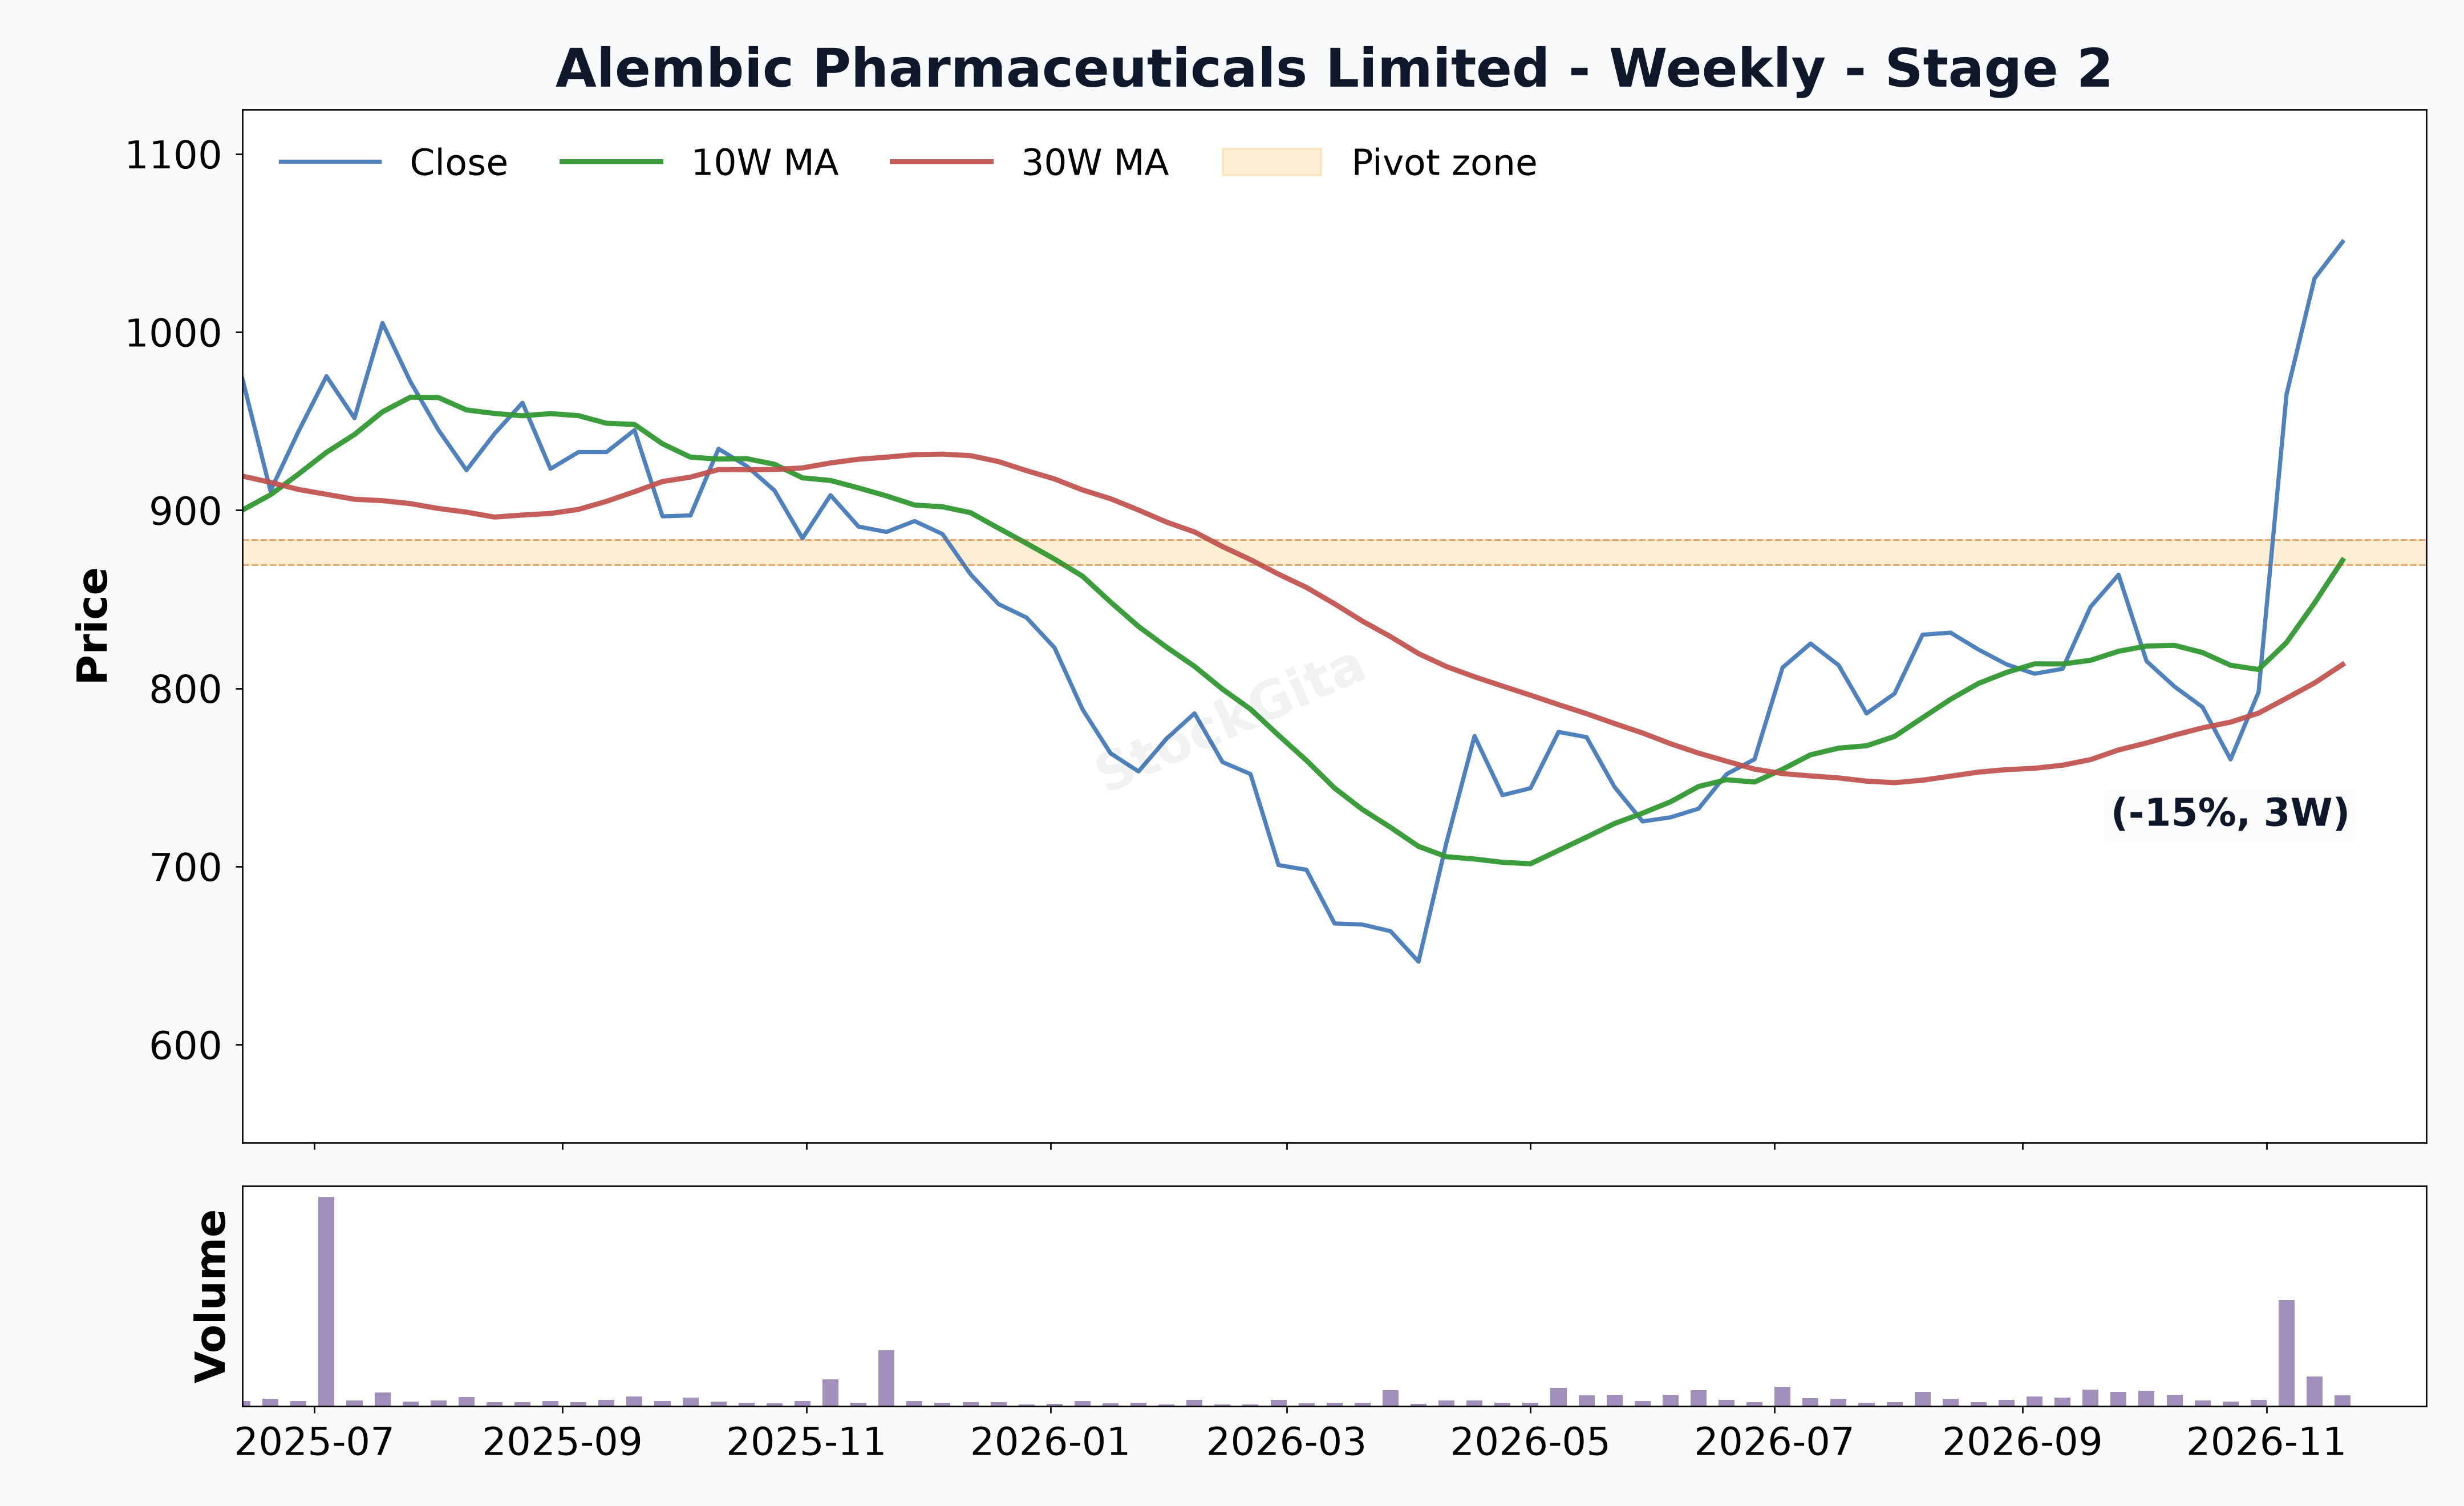 Alembic Pharmaceuticals Limited - Weekly - Stage 2
Close
10W MA
30W MA
Pivot zone
Price
1100
1000
900
800
700
600
StockGita
(-15%, 3W)
Volume
2025-07
2025-09
2025-11
2026-01
2026-03
2026-05
2026-07
2026-09
2026-11